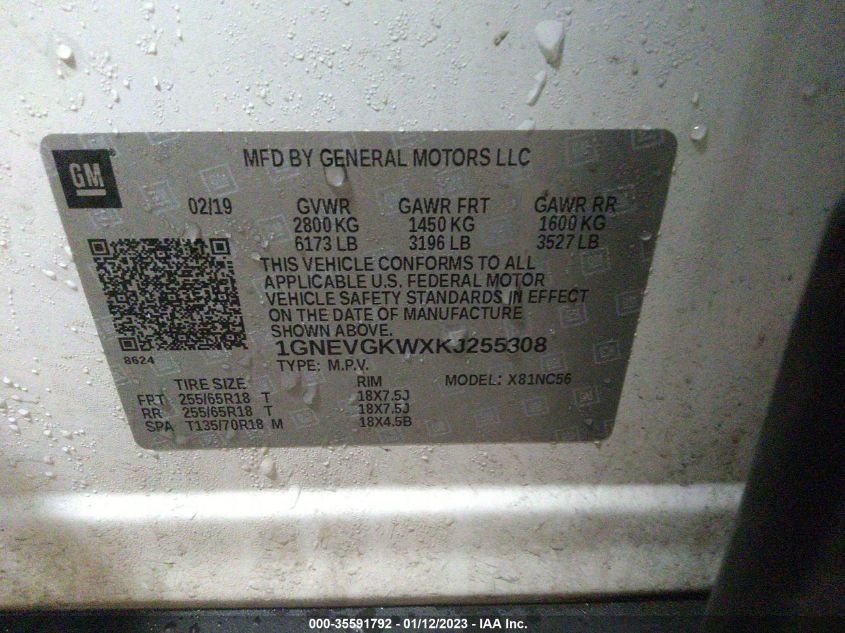 GM
MFD BY GENERAL MOTORS LLC
02/19 GVWR GAWR FRT GAWR RR
2800 KG 1450 KG 1600 KG
6173 LB 3196 LB 3527 LB
THIS VEHICLE CONFORMS TO ALL
APPLICABLE U.S. FEDERAL MOTOR
VEHICLE SAFETY STANDARDS IN EFFECT
ON THE DATE OF MANUFACTURE
SHOWN ABOVE.
8624
1GNEVGKWXKJ255308
TYPE: M.P.V. MODEL: X81NC56
TIRE SIZE RIM
FRT 255/65R18 T 18X7.5J
RR 255/65R18 T 18X7.5J
SPA T135/70R18 M 18X4.5B
000-35591792 - 01/12/2023 - IAA Inc.